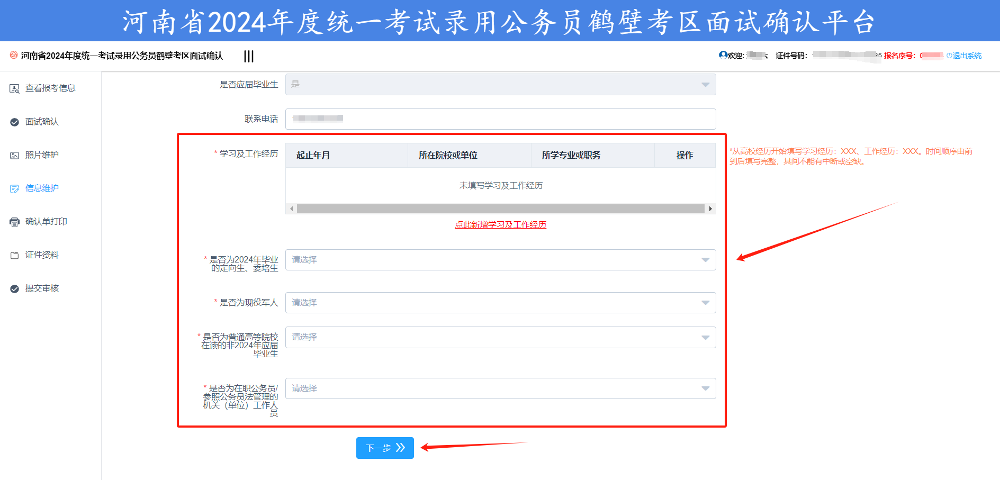 河南省2024年度统一考试录用公务员鹤壁考区面试确认平台
河南省2024年度统一考试录用公务员鹤壁考区面试确认
欢迎:
证件号码:
报名序号:
退出系统
查看报考信息
面试确认
照片维护
信息维护
确认单打印
证件资料
提交审核
是否应届毕业生
是
联系电话
* 学习及工作经历
起止年月 所在院校或单位 所学专业或职务 操作
未填写学习及工作经历
点此新增学习及工作经历
*从高校经历开始填写学习经历：XXX、工作经历：XXX。时间顺序由前
到后填写完整，其间不能有中断或空缺。
* 是否为2024年毕业
的定向生、委培生
请选择
* 是否为现役军人
请选择
* 是否为普通高等院校
在读的非2024年应届
毕业生
请选择
* 是否为在职公务员/
参照公务员法管理的
机关（单位）工作人
员
请选择
下一步